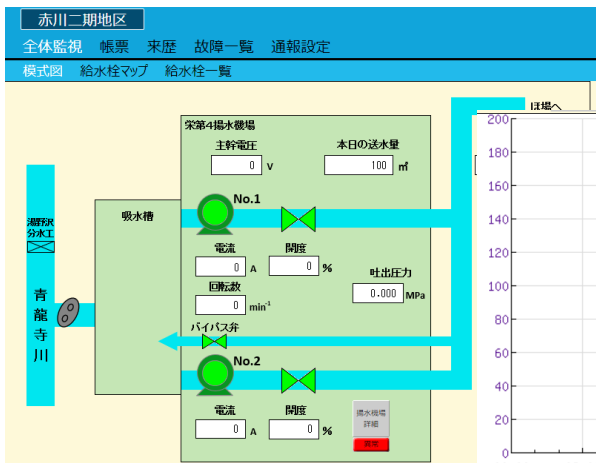 赤川二期地区
全体監視 帳票 来歴 故障一覧 通報設定
模式図 給水栓マップ 給水栓一覧
ほ場へ
栄第4揚水機場
主幹電圧 本日の送水量
0 V 100 ㎥
No.1
吸水槽
湯野沢
分水工
電流 開度
0 A 0 %
吐出圧力
0.000 MPa
回転数
0 min-1
バイパス弁
青龍寺川
No.2
電流 開度
0 A 0 %
揚水機場
詳細
異常
200
160
140
120
100
80
60
40
20
0